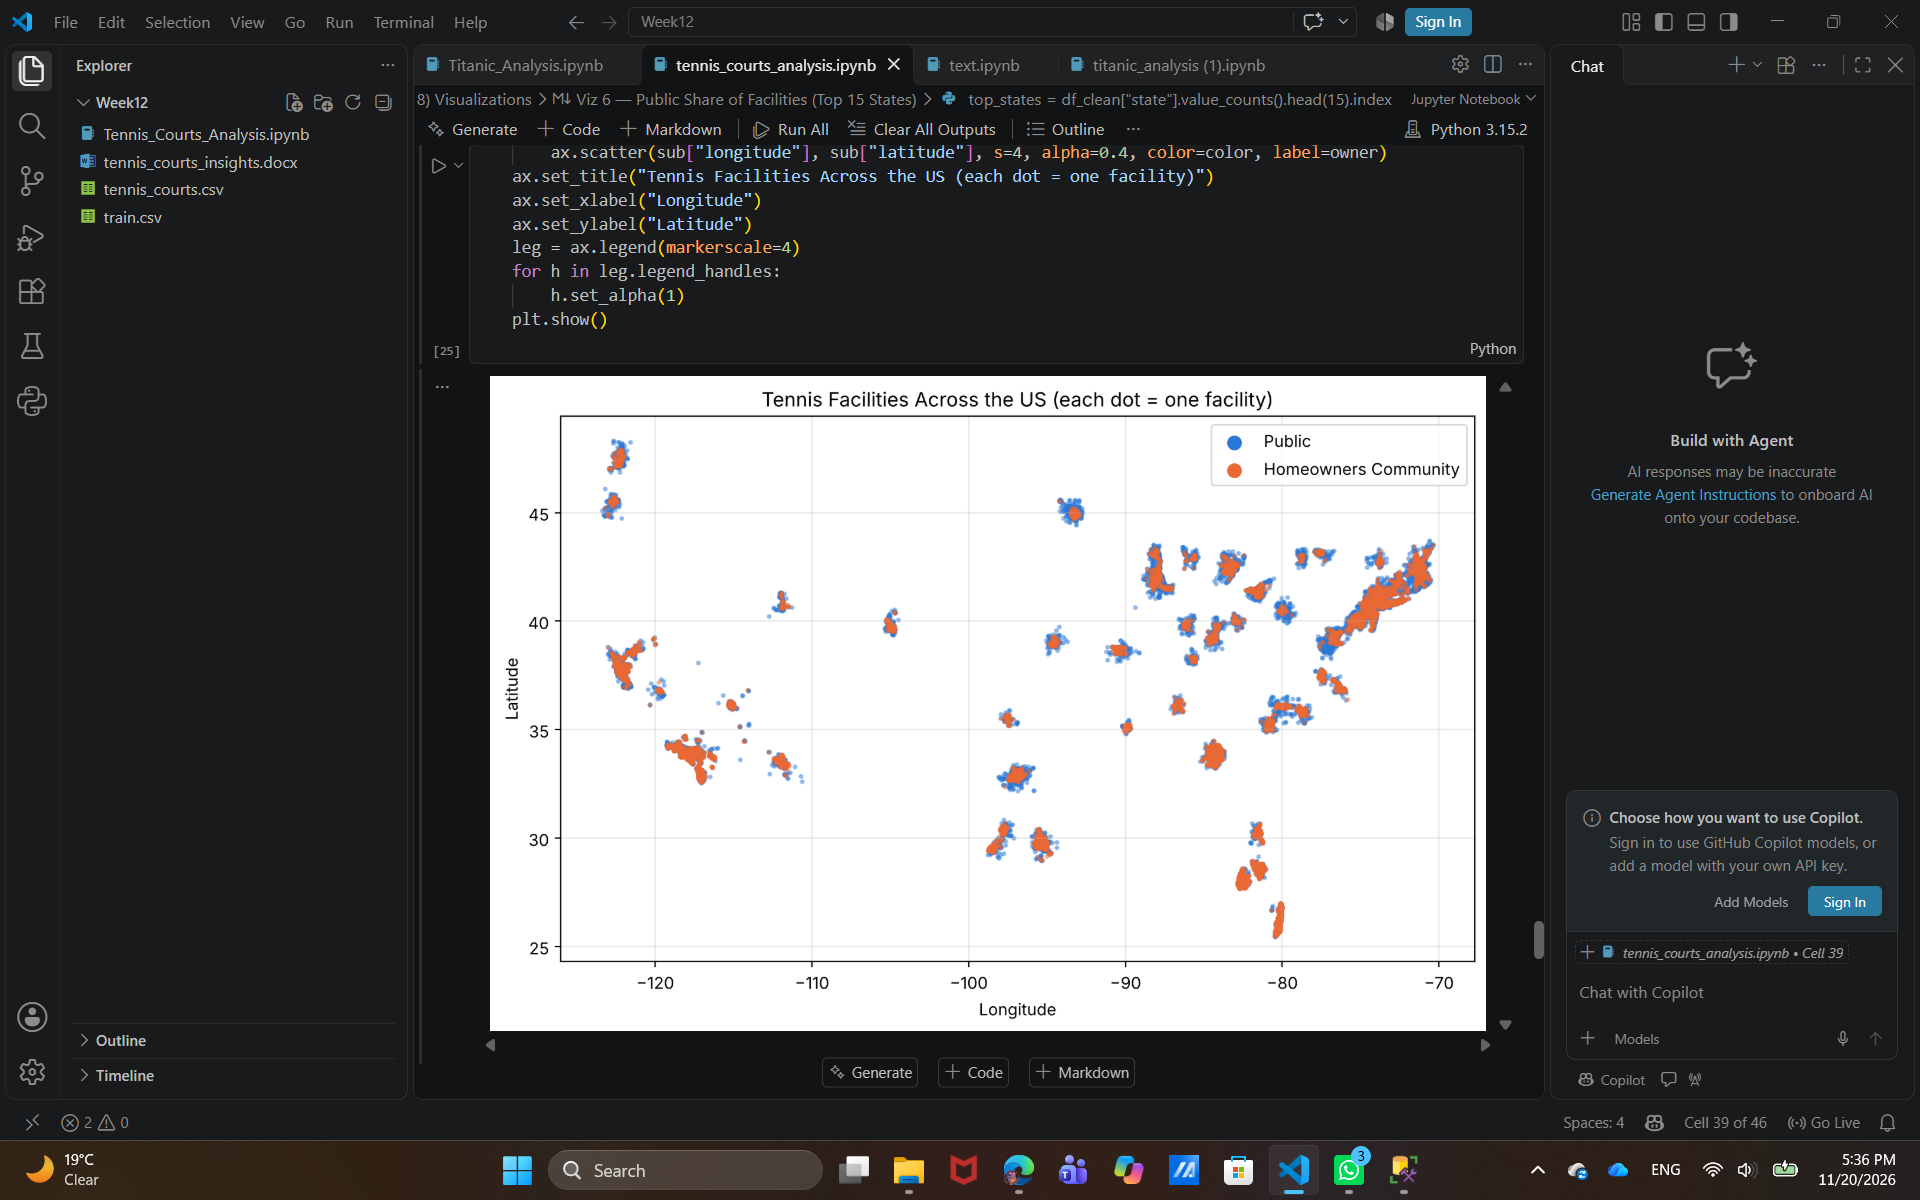 File Edit Selection View Go Run Terminal Help
Week12
Sign In
Explorer
Week12
Tennis_Courts_Analysis.ipynb
tennis_courts_insights.docx
tennis_courts.csv
train.csv
Outline
Timeline
Titanic_Analysis.ipynb
tennis_courts_analysis.ipynb
text.ipynb
titanic_analysis (1).ipynb
8) Visualizations > M↓ Viz 6 — Public Share of Facilities (Top 15 States) > top_states = df_clean["state"].value_counts().head(15).index
Jupyter Notebook
Generate + Code + Markdown Run All Clear All Outputs Outline ...
Python 3.15.2
ax.scatter(sub["longitude"], sub["latitude"], s=4, alpha=0.4, color=color, label=owner)
ax.set_title("Tennis Facilities Across the US (each dot = one facility)")
ax.set_xlabel("Longitude")
ax.set_ylabel("Latitude")
leg = ax.legend(markerscale=4)
for h in leg.legend_handles:
h.set_alpha(1)
plt.show()
[25]
Python
Tennis Facilities Across the US (each dot = one facility)
Public
Homeowners Community
45
40
35
30
25
Latitude
−120 −110 −100 −90 −80 −70
Longitude
Generate + Code + Markdown
Chat
Build with Agent
AI responses may be inaccurate
Generate Agent Instructions to onboard AI
onto your codebase.
Choose how you want to use Copilot.
Sign in to use GitHub Copilot models, or
add a model with your own API key.
Add Models
Sign In
tennis_courts_analysis.ipynb • Cell 39
Chat with Copilot
Models
Copilot
2 0
Spaces: 4
Cell 39 of 46
Go Live
19°C
Clear
Search
3
ENG
5:36 PM
11/20/2026